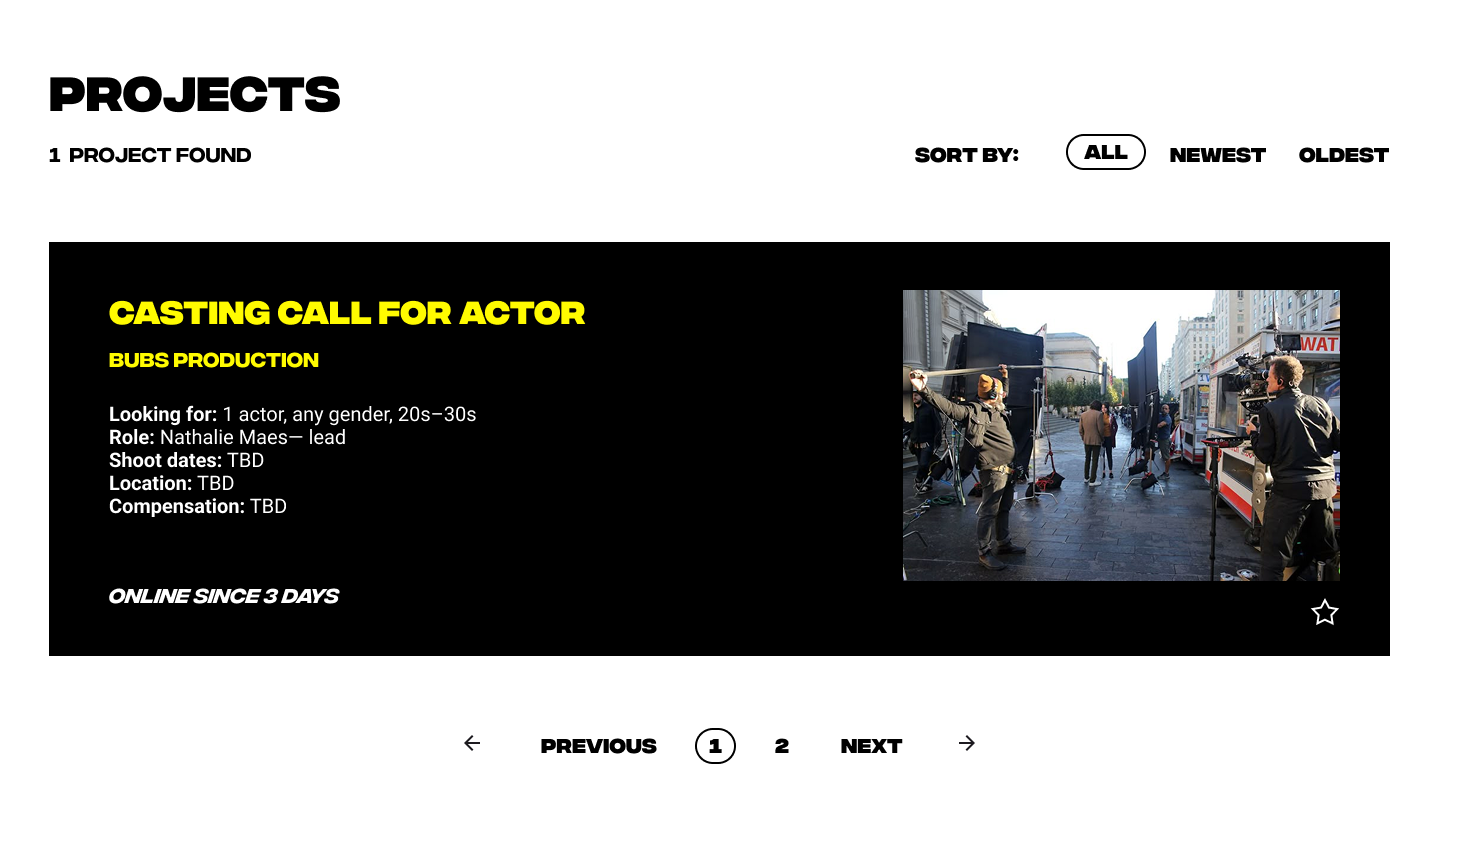 PROJECTS
1 PROJECT FOUND
SORT BY: ALL NEWEST OLDEST
CASTING CALL FOR ACTOR
BUBS PRODUCTION
Looking for: 1 actor, any gender, 20s–30s
Role: Nathalie Maes— lead
Shoot dates: TBD
Location: TBD
Compensation: TBD
WAT
ONLINE SINCE 3 DAYS
← PREVIOUS 1 2 NEXT →